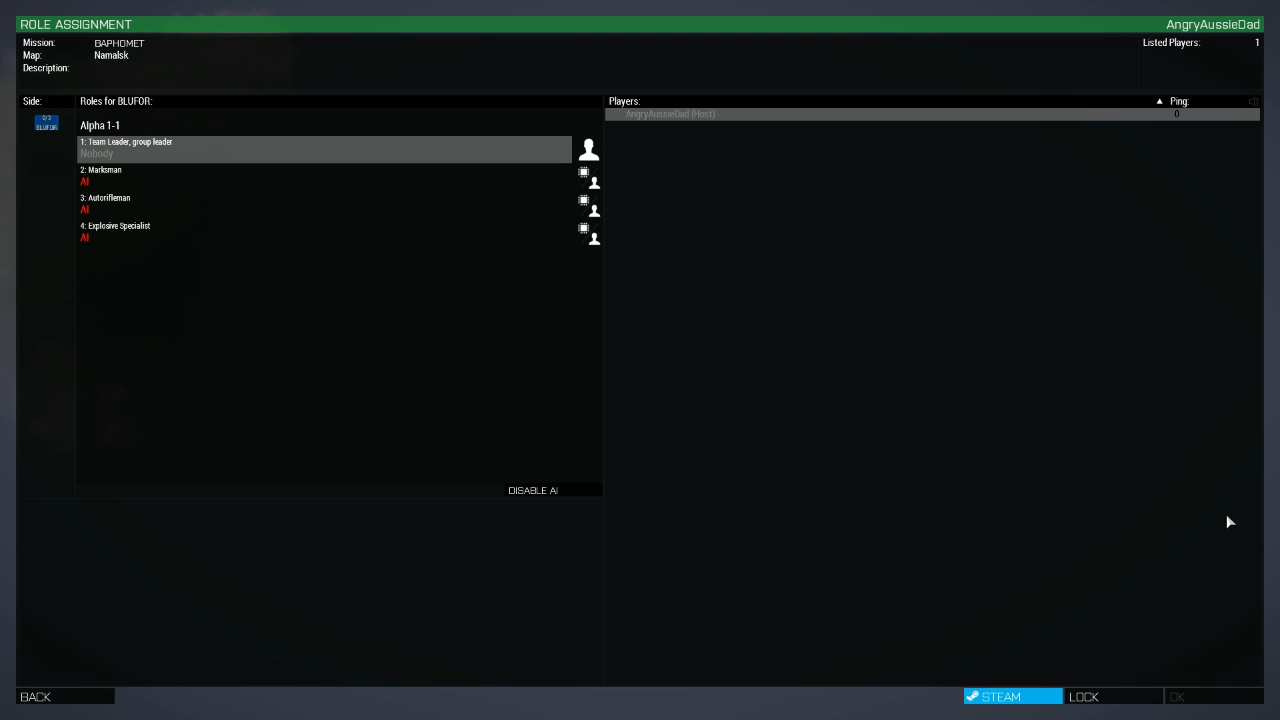 ROLE ASSIGNMENT AngryAussieDad
Mission: BAPHOMET Listed Players: 1
Map: Namalsk
Description:
Side: Roles for BLUFOR: Players: Ping:
AngryAussieDad (Host) 0
0/3
BLUFOR
Alpha 1-1
1: Team Leader, group leader
Nobody
2: Marksman
AI
3: Autorifleman
AI
4: Explosive Specialist
AI
DISABLE AI
BACK STEAM LOCK OK